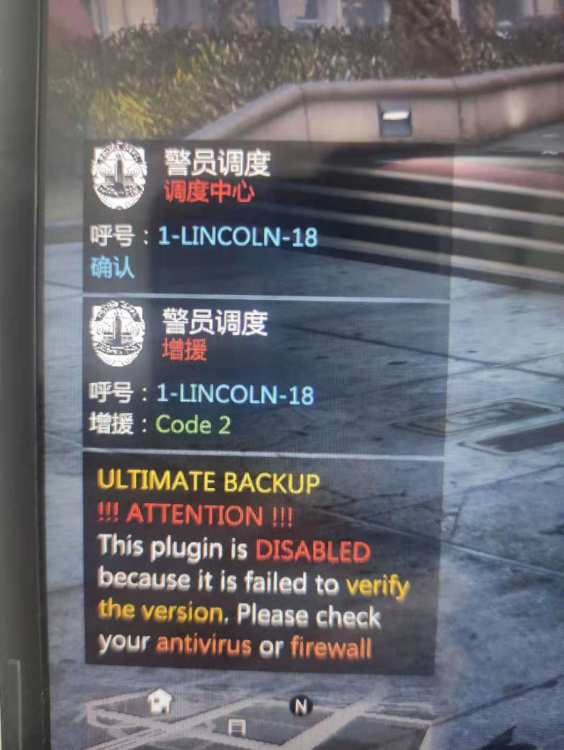 警员调度
调度中心
呼号：1-LINCOLN-18
确认
警员调度
增援
呼号：1-LINCOLN-18
增援：Code 2
ULTIMATE BACKUP
!!! ATTENTION !!!
This plugin is DISABLED
because it is failed to verify
the version. Please check
your antivirus or firewall
N